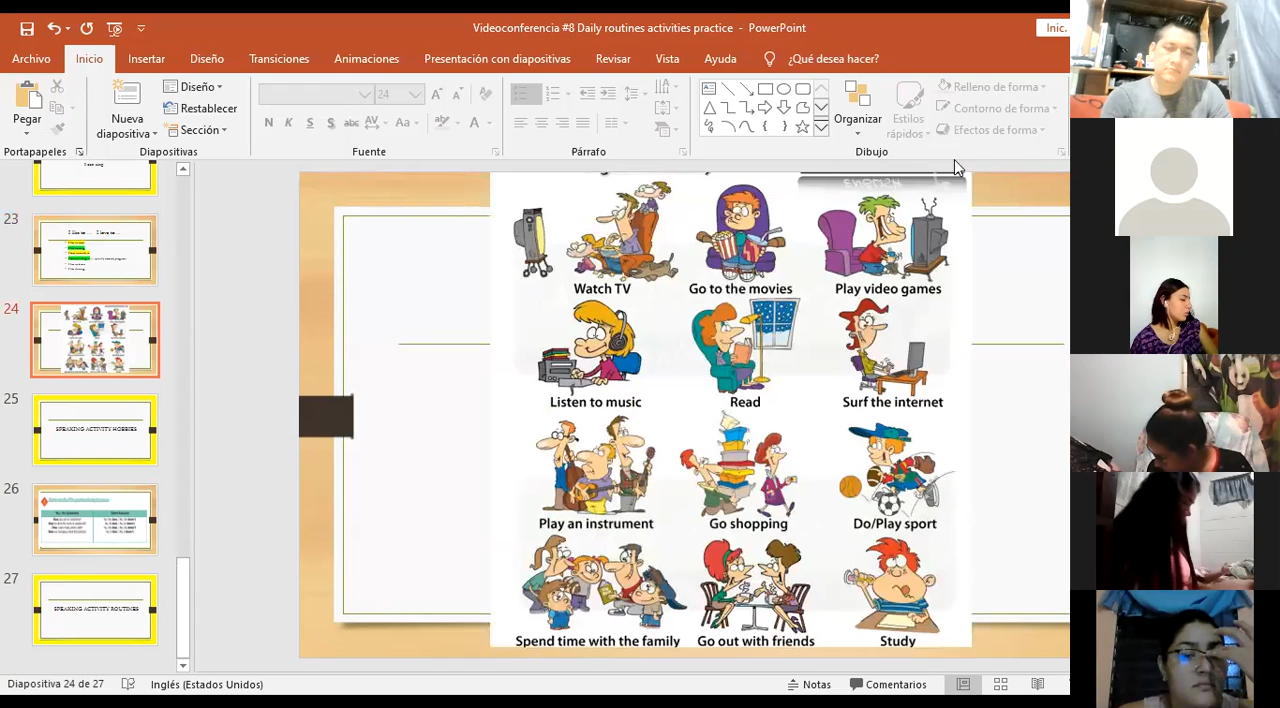 Videoconferencia #8 Daily routines activities practice - PowerPoint
Inic.
Archivo Inicio Insertar Diseño Transiciones Animaciones Presentación con diapositivas Revisar Vista Ayuda ¿Qué desea hacer?
Pegar
Nueva
diapositiva
Diseño
Restablecer
Sección
24
N K S S abc AV Aa A
Organizar
Estilos
rápidos
Relleno de forma
Contorno de forma
Efectos de forma
Portapapeles Diapositivas Fuente Párrafo Dibujo
23
24
25
SPEAKING ACTIVITY HOBBIES
26
27
SPEAKING ACTIVITY ROUTINES
ENGLISH
Watch TV Go to the movies Play video games
Listen to music Read Surf the internet
Play an instrument Go shopping Do/Play sport
Spend time with the family Go out with friends Study
Diapositiva 24 de 27 Inglés (Estados Unidos) Notas Comentarios